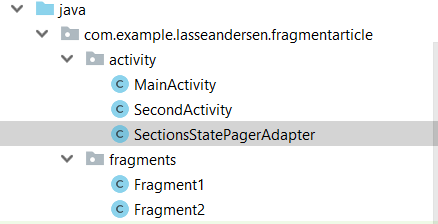 java
com.example.lasseandersen.fragmentarticle
activity
C MainActivity
C SecondActivity
C SectionsStatePagerAdapter
fragments
C Fragment1
C Fragment2